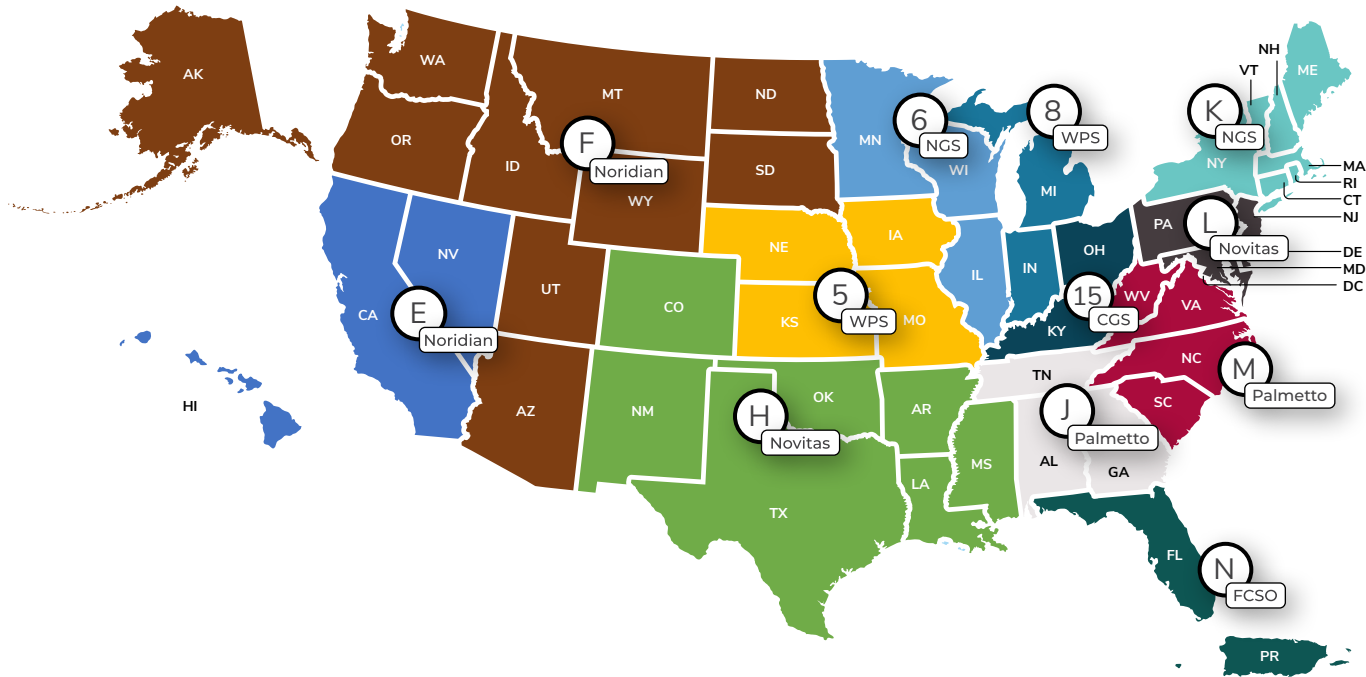 AK
WA
MT
ND
OR
ID
SD
WY
F
Noridian
MN
6
NGS
WI
8
WPS
MI
NH
VT
ME
K
NGS
NY
MA
RI
CT
NJ
PA
L
Novitas
DE
MD
DC
NV
CA
E
Noridian
UT
AZ
HI
CO
NE
IA
KS
5
WPS
MO
IL
IN
OH
15
CGS
KY
WV
VA
NC
M
Palmetto
SC
TN
J
Palmetto
AL
GA
NM
OK
H
Novitas
TX
AR
LA
MS
FL
N
FCSO
PR